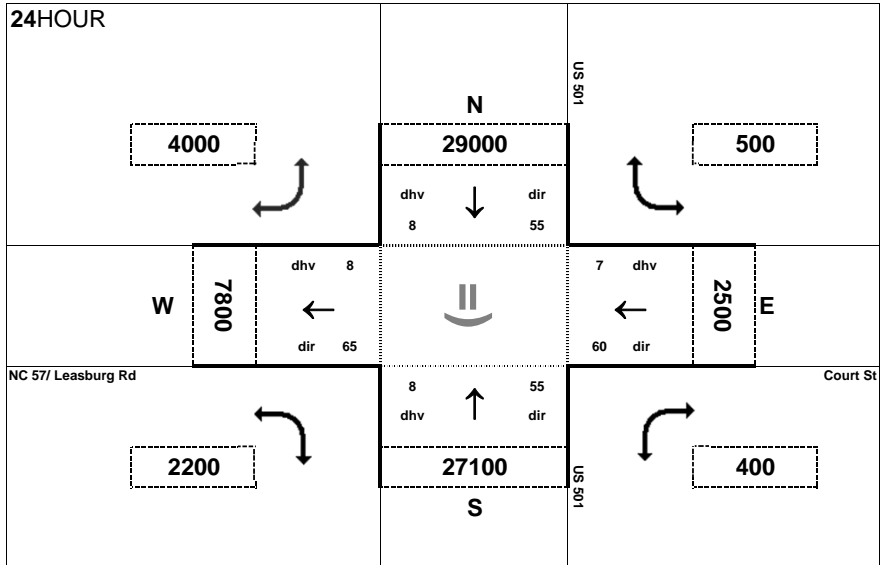 24HOUR
US 501
N
4000
29000
500
dhv dir
8 55
dhv 8
7 dhv
W
7800
2500
E
dir 65
60 dir
NC 57/ Leasburg Rd
Court St
8 55
dhv dir
2200
27100
400
S
US 501